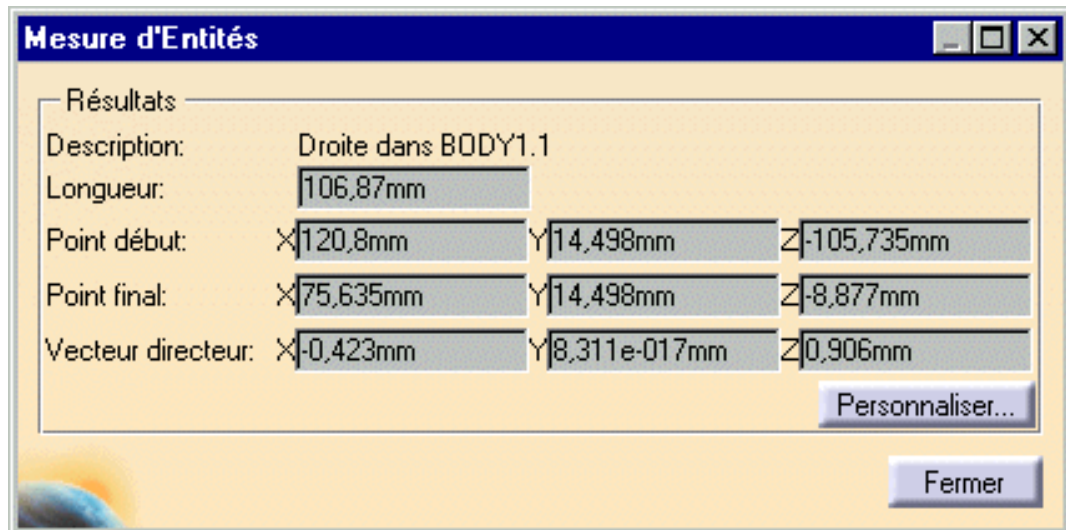 Mesure d'Entités
Résultats
Description: Droite dans BODY1.1
Longueur: 106,87mm
Point début: X 120,8mm Y 14,498mm Z -105,735mm
Point final: X 75,635mm Y 14,498mm Z -8,877mm
Vecteur directeur: X -0,423mm Y 8,311e-017mm Z 0,906mm
Personnaliser...
Fermer